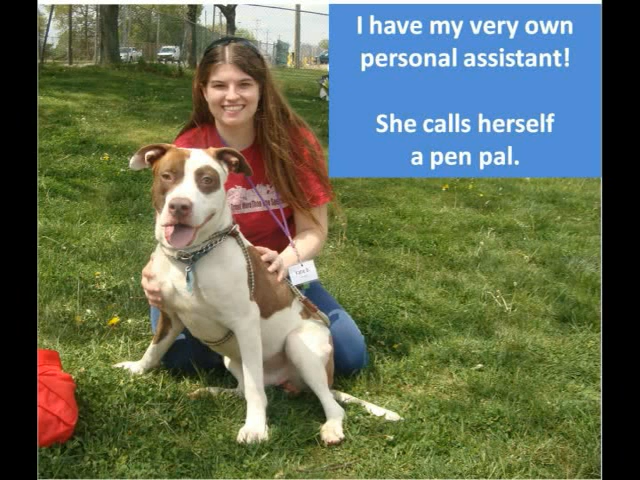 I have my very own
personal assistant!
She calls herself
a pen pal.